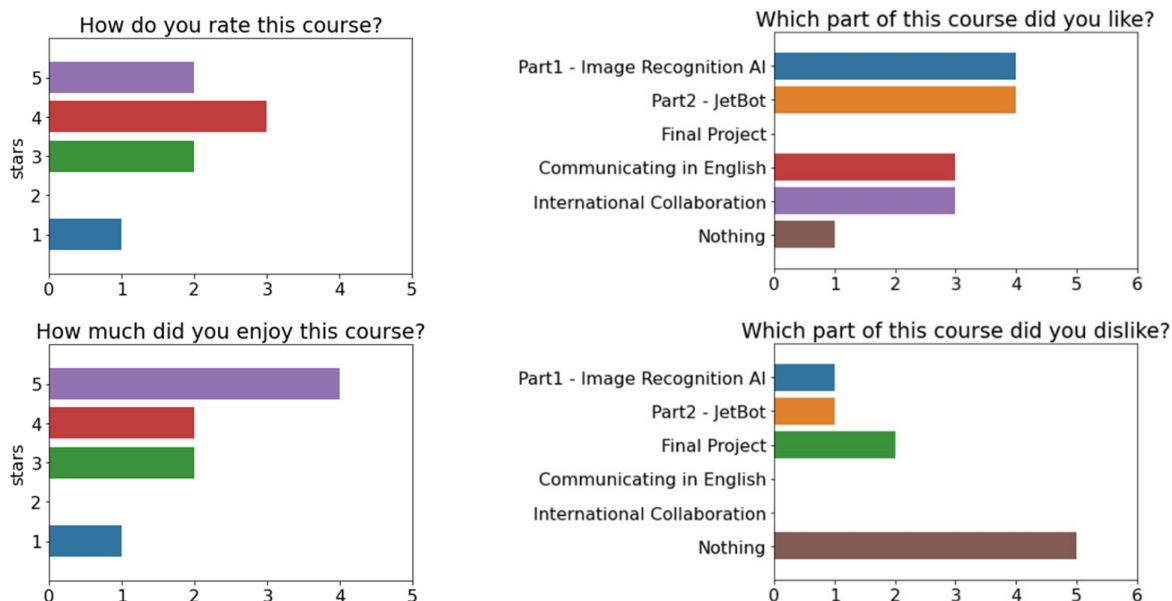 How do you rate this course?
stars
5
4
3
2
1
0 1 2 3 4 5
Which part of this course did you like?
Part1 - Image Recognition AI
Part2 - JetBot
Final Project
Communicating in English
International Collaboration
Nothing
0 1 2 3 4 5 6
How much did you enjoy this course?
stars
5
4
3
2
1
0 1 2 3 4 5
Which part of this course did you dislike?
Part1 - Image Recognition AI
Part2 - JetBot
Final Project
Communicating in English
International Collaboration
Nothing
0 1 2 3 4 5 6